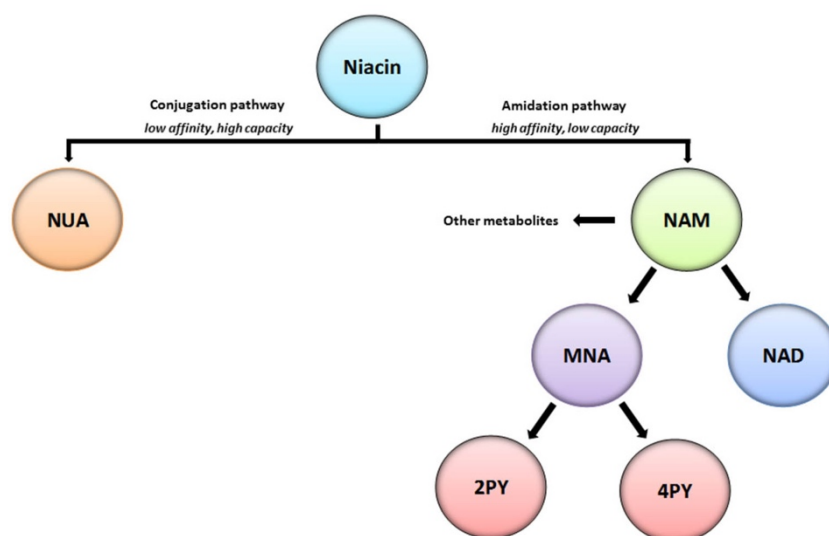 Niacin
Conjugation pathway
low affinity, high capacity
Amidation pathway
high affinity, low capacity
NUA
Other metabolites
NAM
MNA
NAD
2PY
4PY